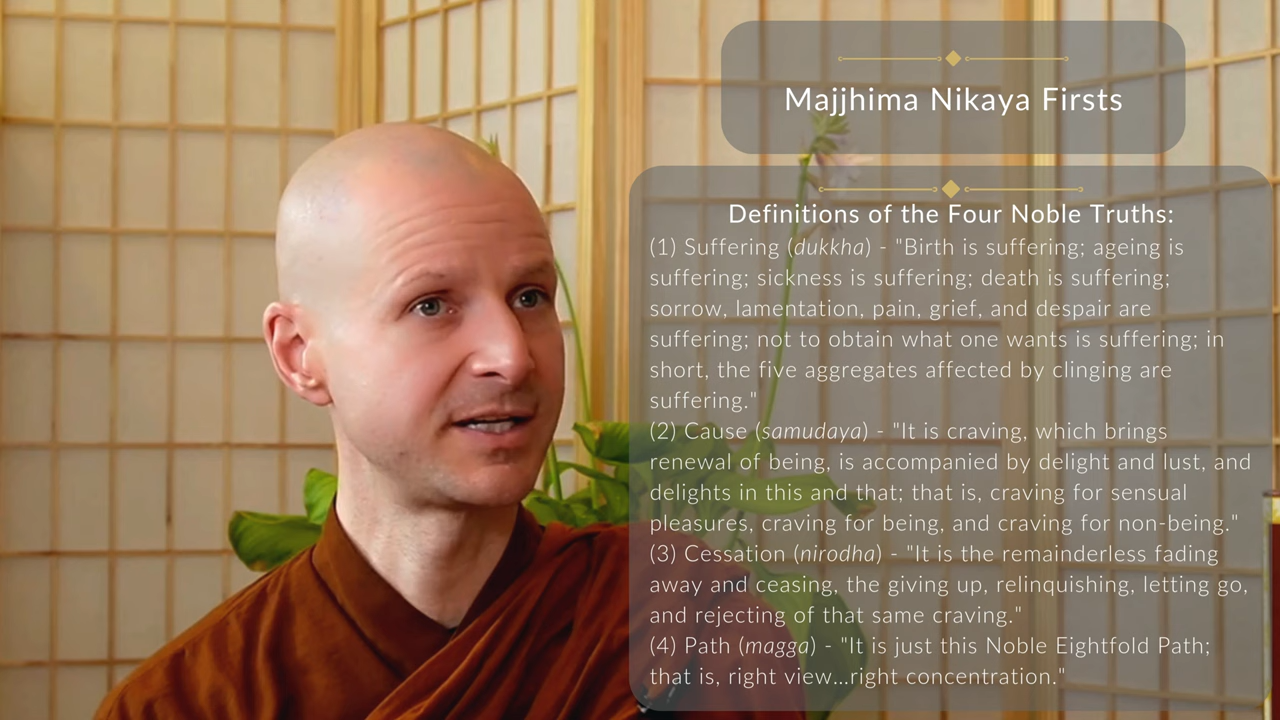 Majjhima Nikaya Firsts
Definitions of the Four Noble Truths:
(1) Suffering (dukkha) - "Birth is suffering; ageing is
suffering; sickness is suffering; death is suffering;
sorrow, lamentation, pain, grief, and despair are
suffering; not to obtain what one wants is suffering; in
short, the five aggregates affected by clinging are
suffering."
(2) Cause (samudaya) - "It is craving, which brings
renewal of being, is accompanied by delight and lust, and
delights in this and that; that is, craving for sensual
pleasures, craving for being, and craving for non-being."
(3) Cessation (nirodha) - "It is the remainderless fading
away and ceasing, the giving up, relinquishing, letting go,
and rejecting of that same craving."
(4) Path (magga) - "It is just this Noble Eightfold Path;
that is, right view...right concentration."